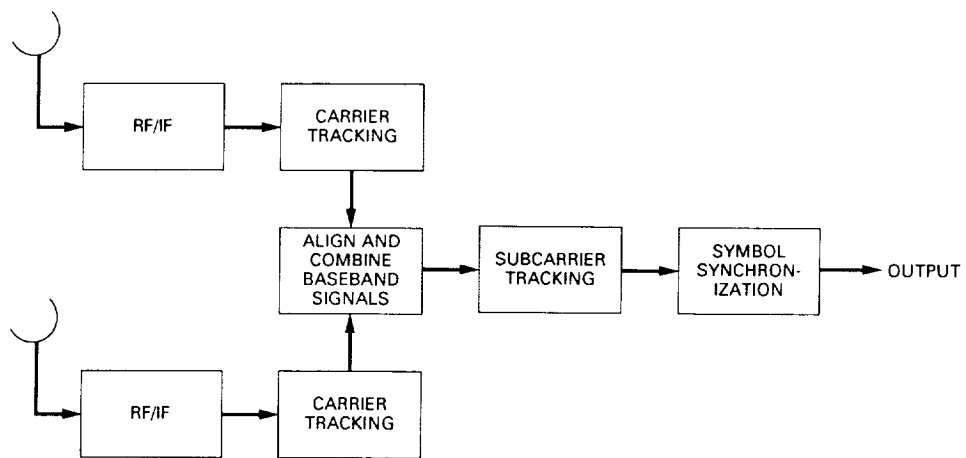 RF/IF
CARRIER
TRACKING
ALIGN AND
COMBINE
BASEBAND
SIGNALS
SUBCARRIER
TRACKING
SYMBOL
SYNCHRON-
IZATION
OUTPUT
RF/IF
CARRIER
TRACKING